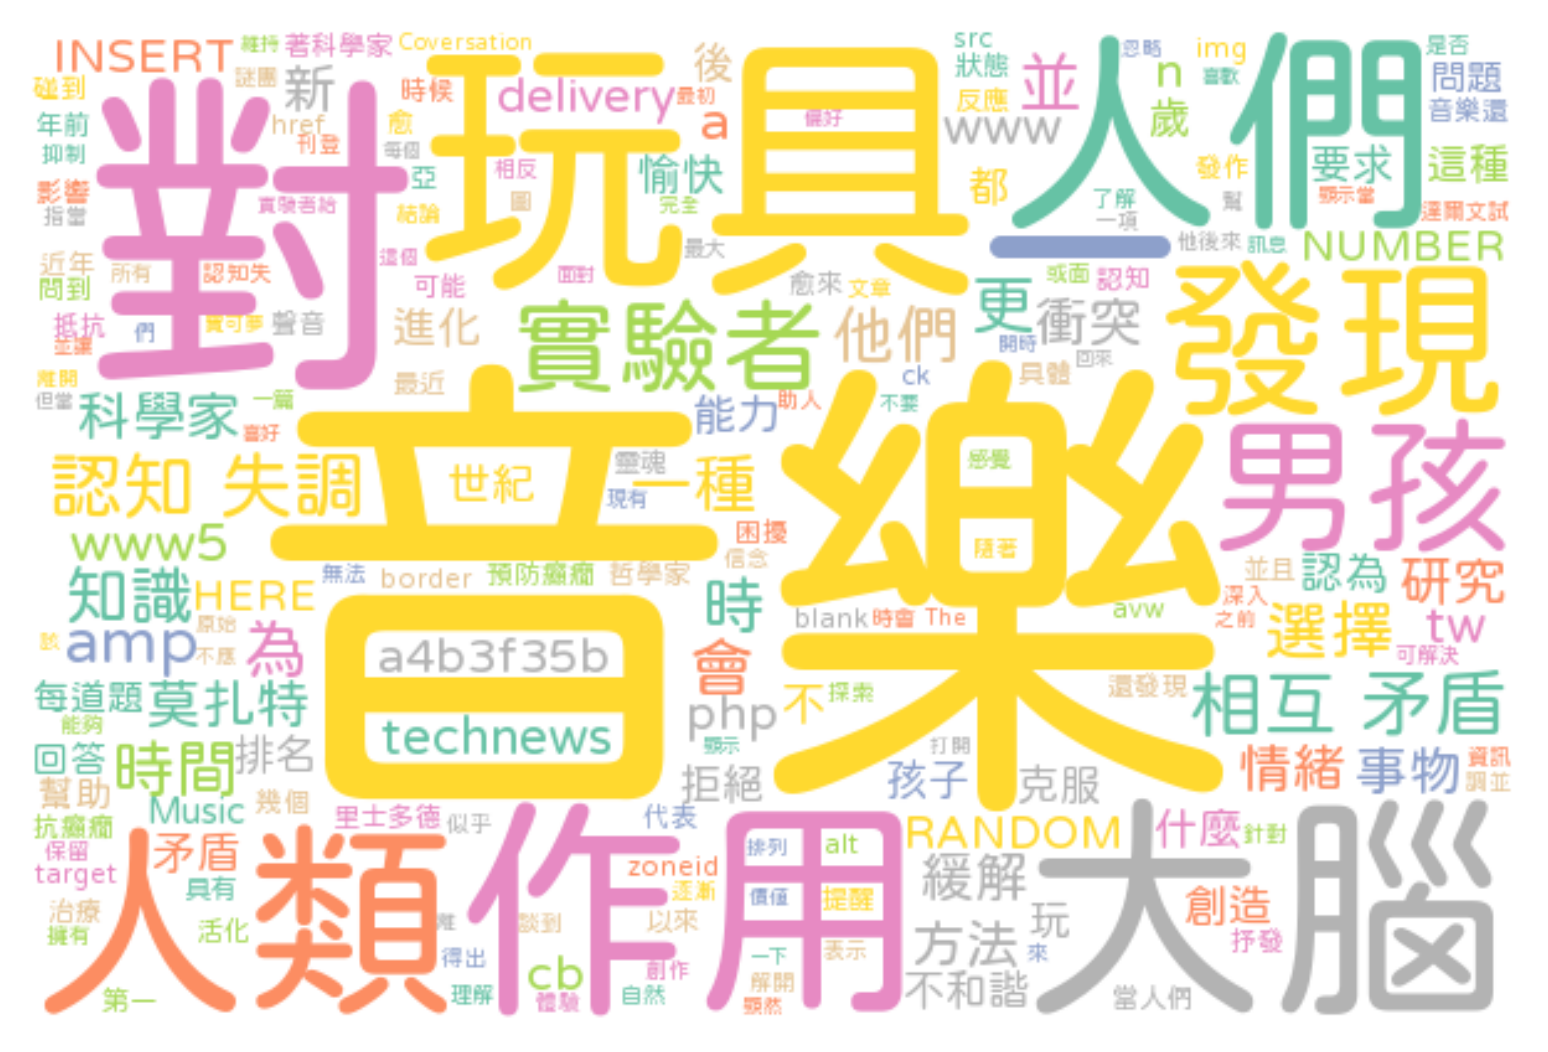 INSERT 維持 著科學家 Coversation
碰到 謎團 新 時候 delivery 最初
對 玩具 人們
後 src 狀態 並 忽略 n img 是否
喜歡 問題
年前 href 刊登 愈 a 偏好 反應 www 歲 音樂還
抑制 每個 相反 愉快 都 發作 要求 這種
影響 亞 圖 完全 了解 幫 顯示當
指當 實發者給 結論 一項 達爾文試
近年 所有 認知失 這個 最大 一 他後來 訊息 NUMBER
問到 可能 面對 愈來 文章 更 或面 認知 發現
抵抗 們 寶可夢 聲音 進化 實驗者 他們 衝突
並讓 開時 回來
離開 最近 ck 具體
但當 科學家 一篇 能力 助人 不要 男孩
喜好
音樂
認知 失調 世紀 靈魂 一種 感覺
現有
www5 困擾 隨著
無法 border 預防癲癇 哲學家 信念 並且 認為 研究
知識 HERE 時 blank 時會 The avw 深入
該 amp 原始 為 之前 選擇 tw
不應 a4b3f35b 會 可解決
每道題 莫扎特 php 不 探索 還發現 相互 矛盾
能夠 technews 顯示
回答 時間 排名 打開 情緒 事物 資訊
幫助 拒絕 孩子 克服 調並
Music 幾個
抗癲癇 里士多德 似乎 代表 RANDOM 什麼 針對
人類 作用 大腦
保留 矛盾 排列 alt
target 具有 zoneid 緩解
逐漸 價值 提醒 創造
治療 離 談到 以來 玩
擁有 活化 方法 抒發
得出 一下 表示 來
cb 創作 解開 不和諧
第一 理解 體驗 自然 顯然 當人們